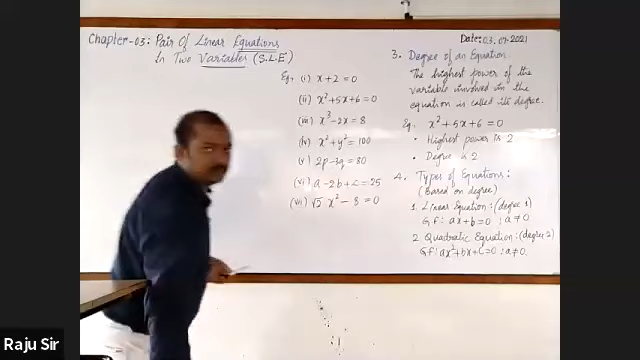 Chapter-03: Pair Of Linear Equations
In Two Variables (S.L.E)
Eg: (i) x + 2 = 0
(ii) x² + 5x + 6 = 0
(iii) x³ - 2x = 8
(iv) x² + y² = 100
(v) 2p - 3q = 80
(vi) a - 2b + c = 25
(vii) √2 x² - 8 = 0
Date: 03.07.2021
3. Degree of an Equation.
The highest power of the
variable involved in the
equation is called its degree.
Eg. x² + 5x + 6 = 0
• Highest power is 2
• Degree is 2
4. Types of Equations:
(Based on degree)
1. Linear Equation: (degree 1)
G.f: ax + b = 0 ; a ≠ 0
2. Quadratic Equation: (degree 2)
G.f: ax² + bx + c = 0 ; a ≠ 0.
Raju Sir